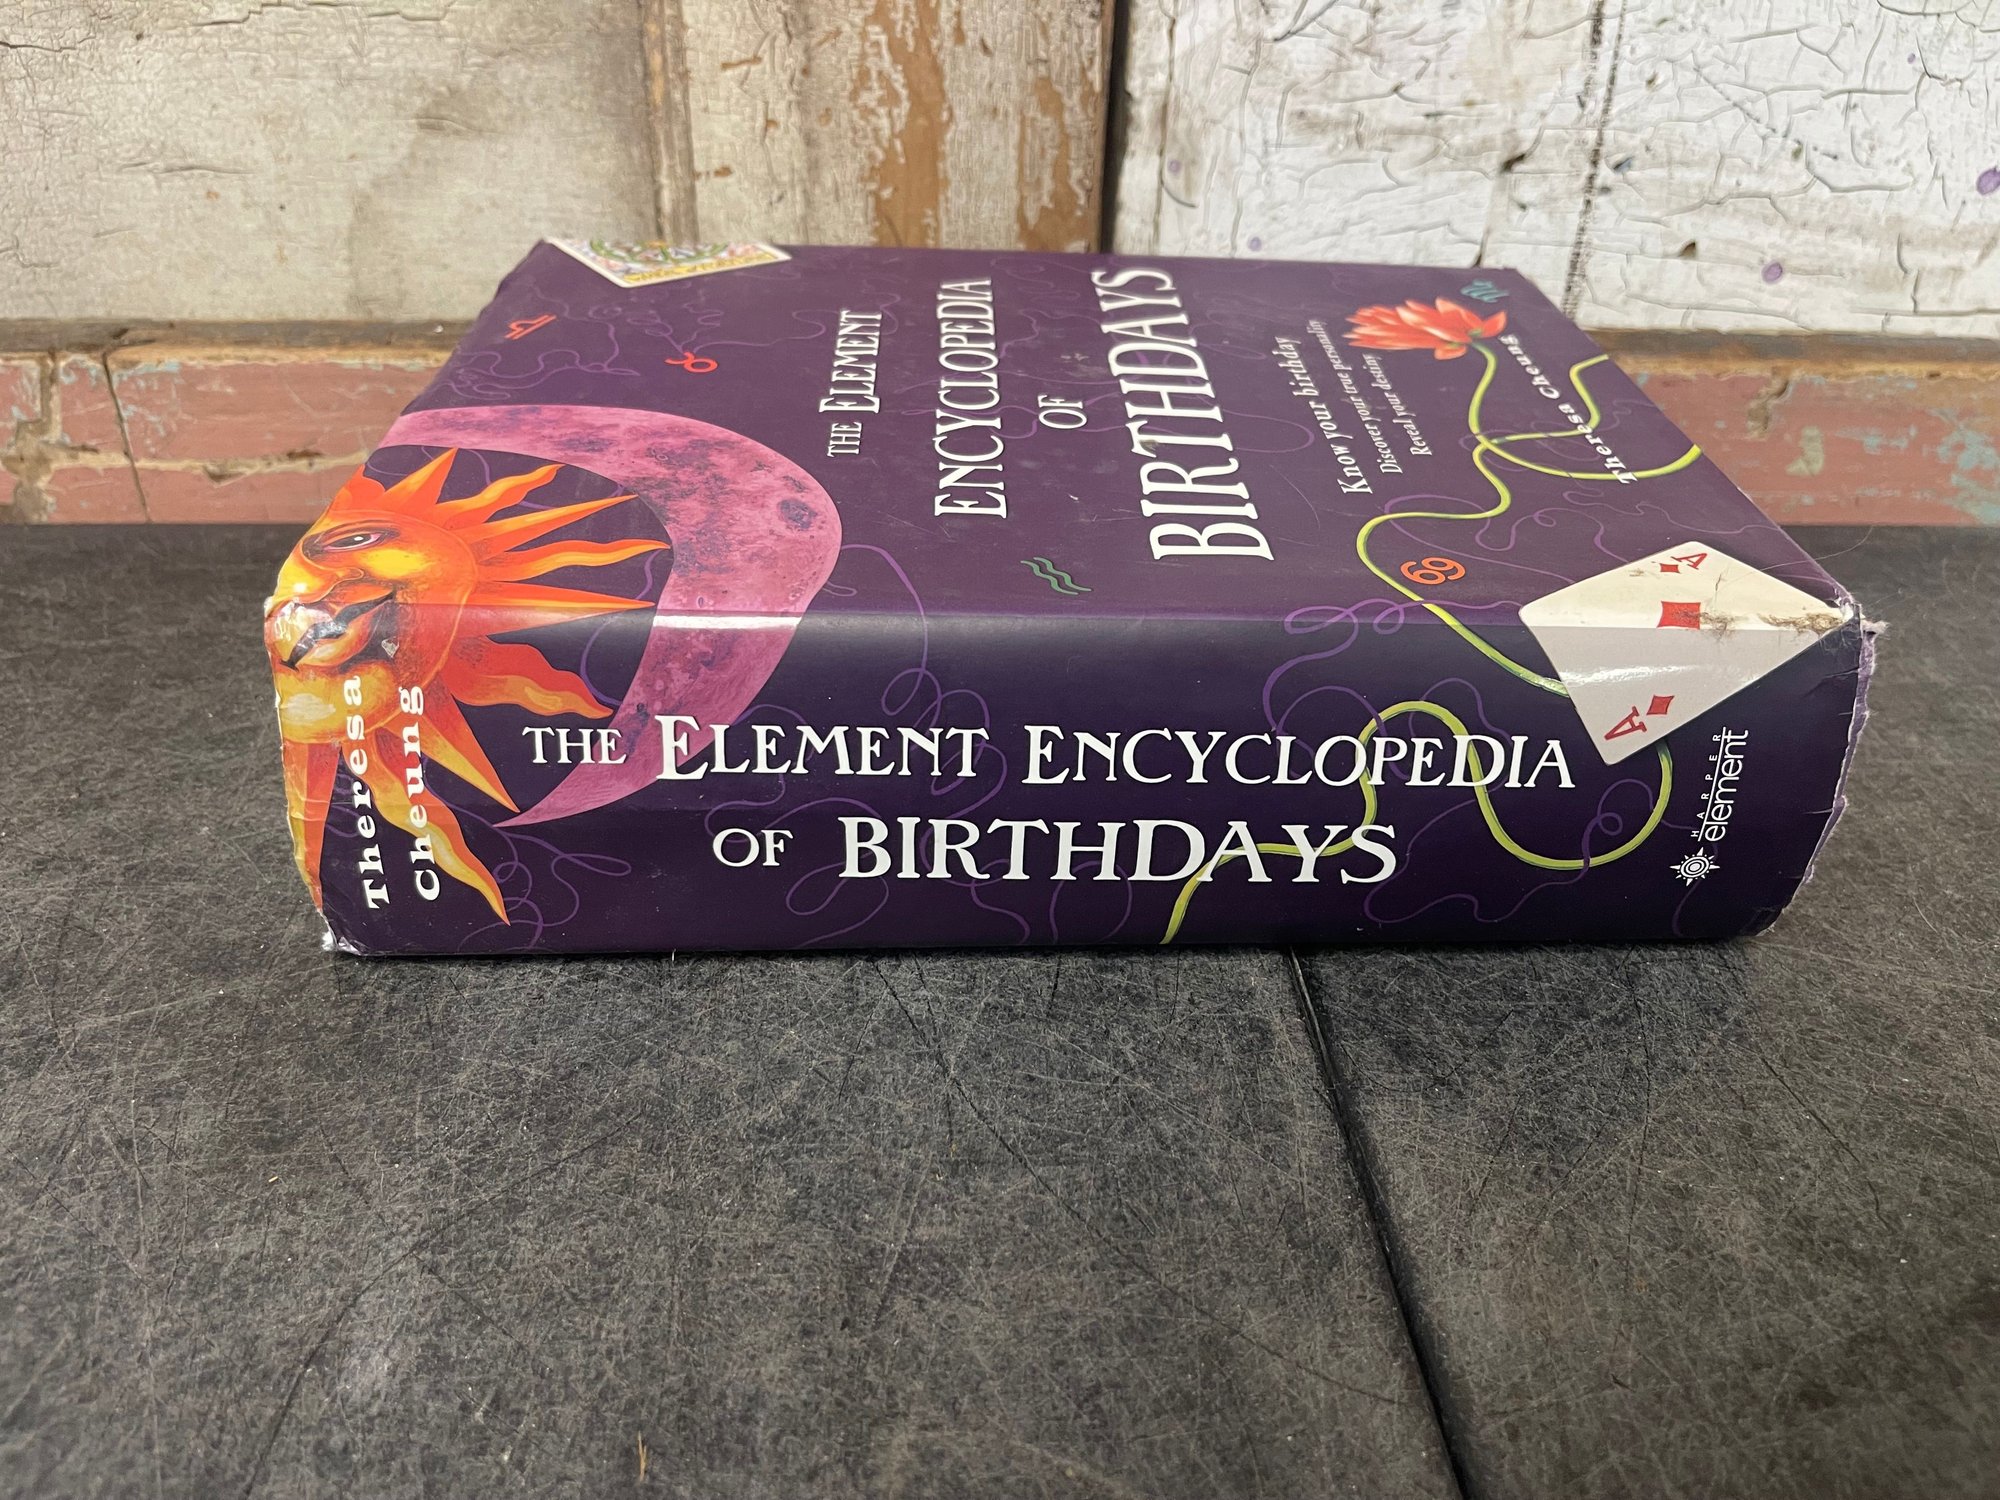 THE ELEMENT
ENCYCLOPEDIA
OF
BIRTHDAYS
Know your birthday
Discover your true personality
Reveal your destiny
Theresa Cheung
A
A
Theresa
Cheung
THE ELEMENT ENCYCLOPEDIA
OF BIRTHDAYS
HARPER
element